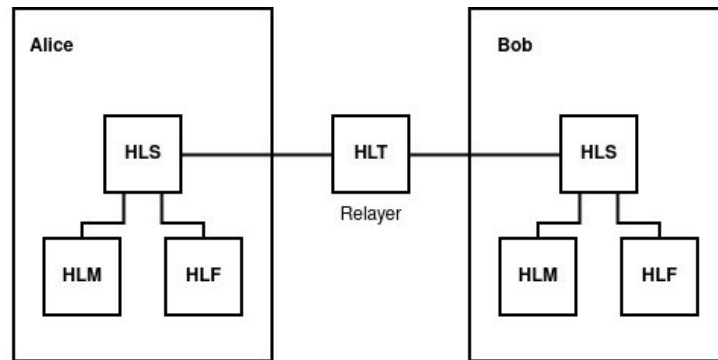 Alice
Bob
HLS
HLT
HLS
Relayer
HLM
HLF
HLM
HLF